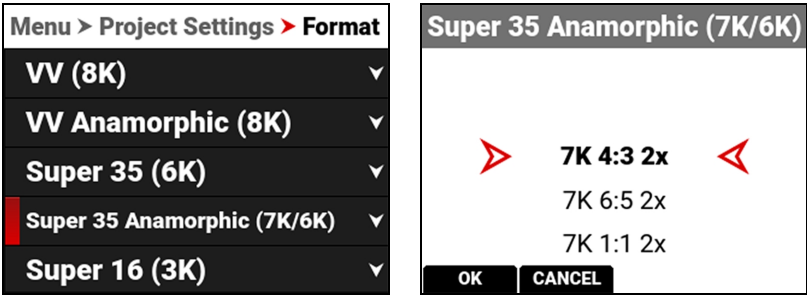 Menu > Project Settings > Format
VV (8K)
VV Anamorphic (8K)
Super 35 (6K)
Super 35 Anamorphic (7K/6K)
Super 16 (3K)
Super 35 Anamorphic (7K/6K)
7K 4:3 2x
7K 6:5 2x
7K 1:1 2x
OK CANCEL